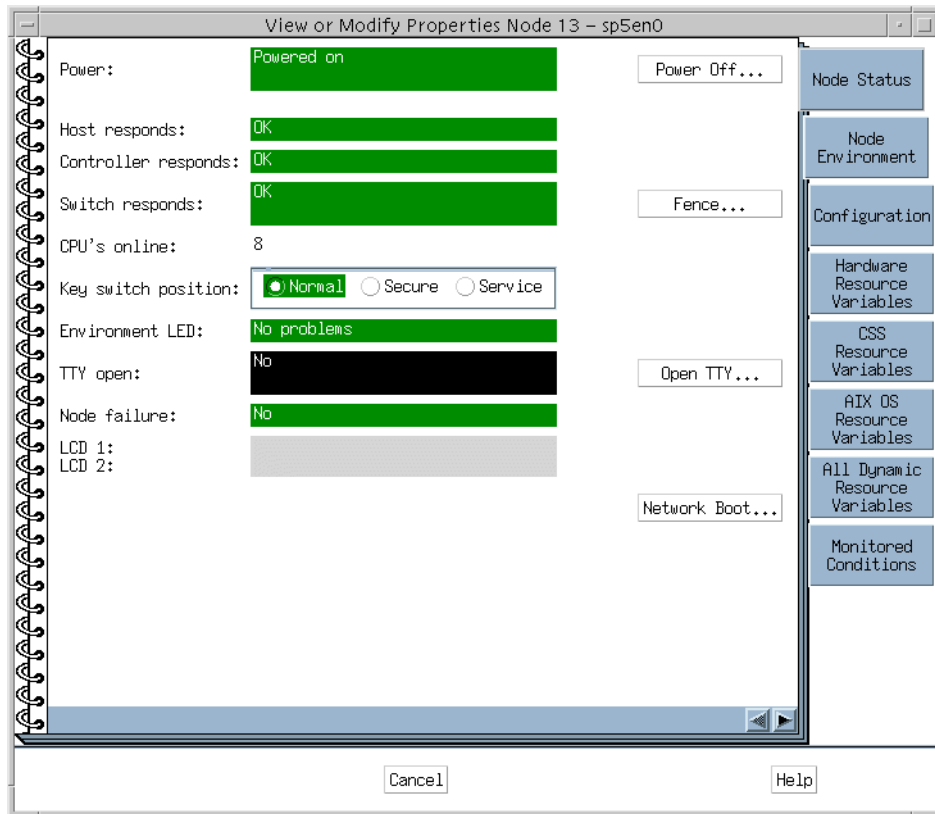 View or Modify Properties Node 13 – sp5en0
Power:
Powered on
Power Off...
Host responds:
OK
Controller responds:
OK
Switch responds:
OK
Fence...
CPU's online:
8
Key switch position:
Normal
Secure
Service
Environment LED:
No problems
TTY open:
No
Open TTY...
Node failure:
No
LCD 1:
LCD 2:
Network Boot...
Node Status
Node
Environment
Configuration
Hardware
Resource
Variables
CSS
Resource
Variables
AIX OS
Resource
Variables
All Dynamic
Resource
Variables
Monitored
Conditions
Cancel
Help